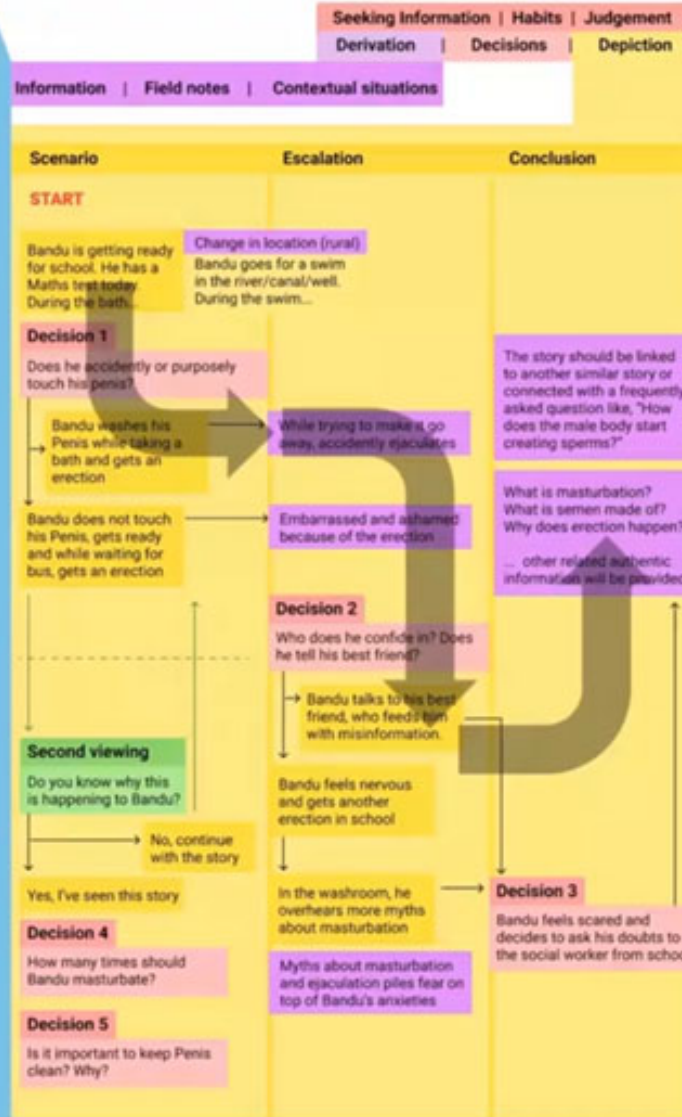 Seeking Information | Habits | Judgement
Derivation | Decisions | Depiction
Information | Field notes | Contextual situations
Scenario
Escalation
Conclusion
START
Bandu is getting ready
for school. He has a
Maths test today.
During the bath...
Change in location (rural)
Bandu goes for a swim
in the river/canal/well.
During the swim...
Decision 1
Does he accidently or purposely
touch his penis?
Bandu washes his
Penis while taking a
bath and gets an
erection
While trying to make it go
away, accidently ejaculates
The story should be linked
to another similar story or
connected with a frequently
asked question like, "How
does the male body start
creating sperms?"
Bandu does not touch
his Penis, gets ready
and while waiting for
bus, gets an erection
Embarrassed and ashamed
because of the erection
What is masturbation?
What is semen made of?
Why does erection happen?
... other related authentic
information will be provided
Decision 2
Who does he confide in? Does
he tell his best friend?
Bandu talks to his best
friend, who feeds him
with misinformation.
Second viewing
Do you know why this
is happening to Bandu?
No, continue
with the story
Yes, I've seen this story
Bandu feels nervous
and gets another
erection in school
In the washroom, he
overhears more myths
about masturbation
Myths about masturbation
and ejaculation piles fear on
top of Bandu's anxieties
Decision 3
Bandu feels scared and
decides to ask his doubts to
the social worker from school
Decision 4
How many times should
Bandu masturbate?
Decision 5
Is it important to keep Penis
clean? Why?